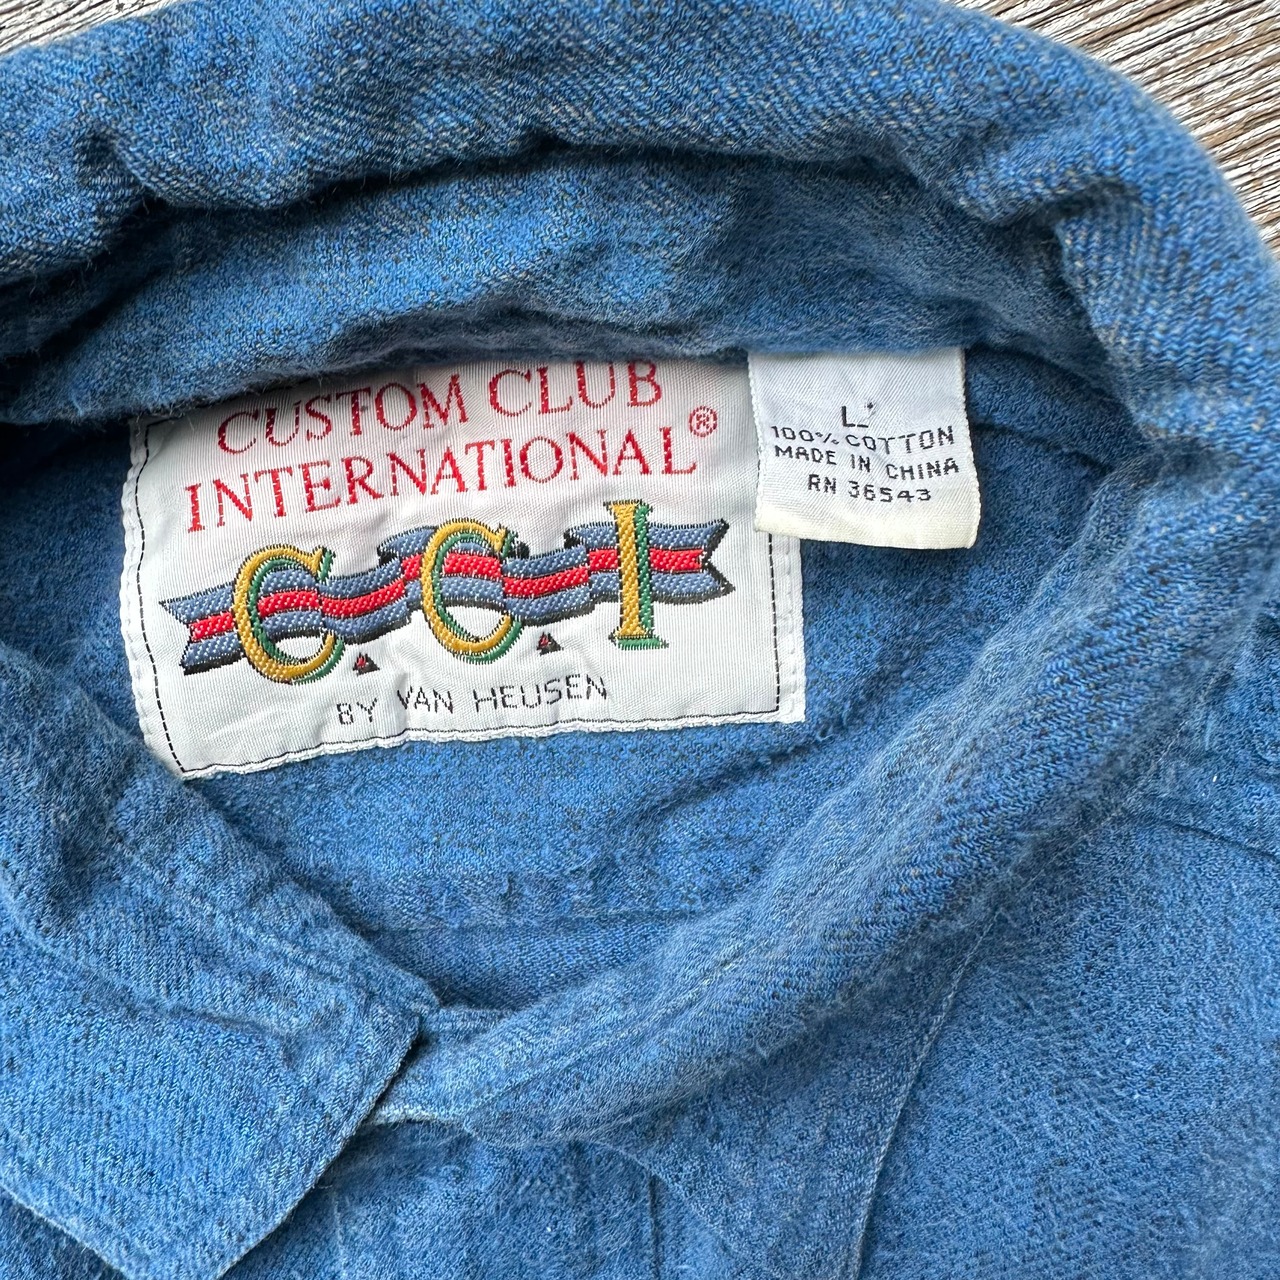 CUSTOM CLUB
INTERNATIONAL®
C.C.I
BY VAN HEUSEN
L
100% COTTON
MADE IN CHINA
RN 36543